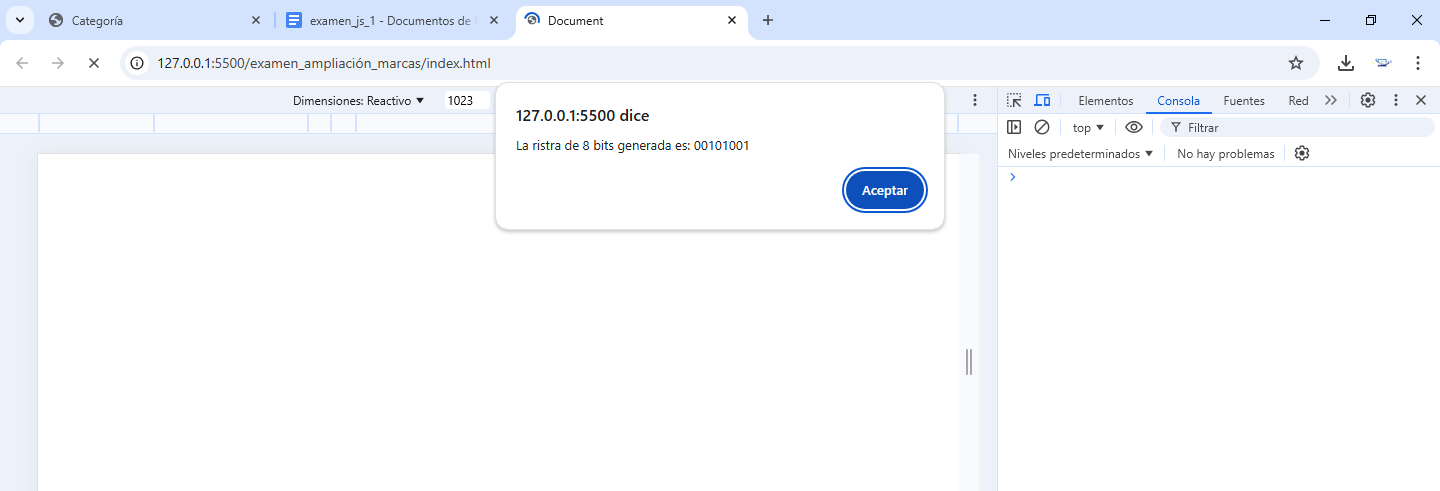 Categoría
examen_js_1 - Documentos de
Document
127.0.0.1:5500/examen_ampliación_marcas/index.html
Dimensiones: Reactivo
1023
Elementos
Consola
Fuentes
Red
top
Filtrar
Niveles predeterminados
No hay problemas
127.0.0.1:5500 dice
La ristra de 8 bits generada es: 00101001
Aceptar